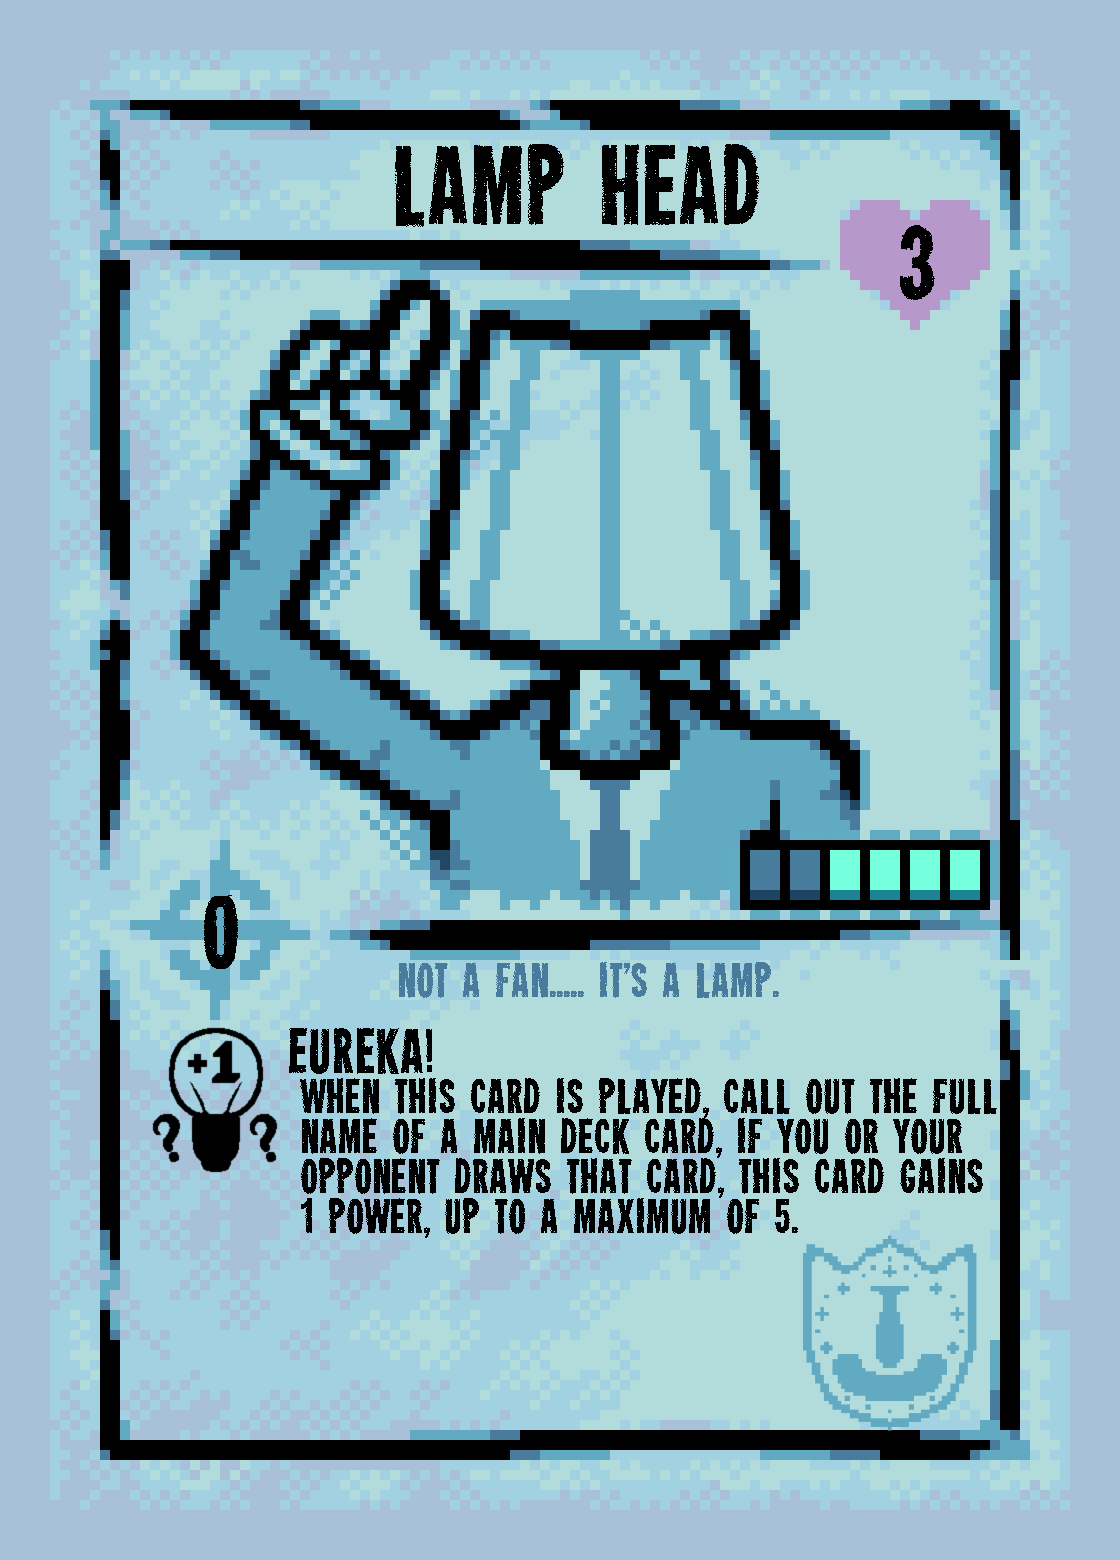 LAMP HEAD
3
0
NOT A FAN..... IT'S A LAMP.
+1
? ?
EUREKA!
WHEN THIS CARD IS PLAYED, CALL OUT THE FULL
NAME OF A MAIN DECK CARD, IF YOU OR YOUR
OPPONENT DRAWS THAT CARD, THIS CARD GAINS
1 POWER, UP TO A MAXIMUM OF 5.